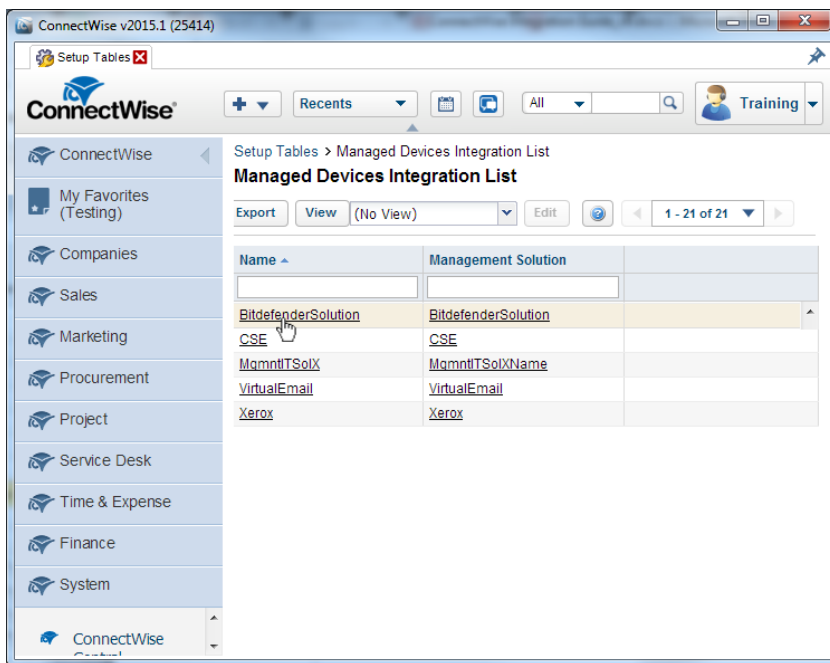 ConnectWise v2015.1 (25414)
Setup Tables
ConnectWise
Recents
All
Training
ConnectWise
My Favorites
(Testing)
Companies
Sales
Marketing
Procurement
Project
Service Desk
Time & Expense
Finance
System
ConnectWise
Setup Tables > Managed Devices Integration List
Managed Devices Integration List
Export View (No View) Edit 1 - 21 of 21
Name Management Solution
BitdefenderSolution BitdefenderSolution
CSE CSE
MgmntITSolX MgmntITSolXName
VirtualEmail VirtualEmail
Xerox Xerox